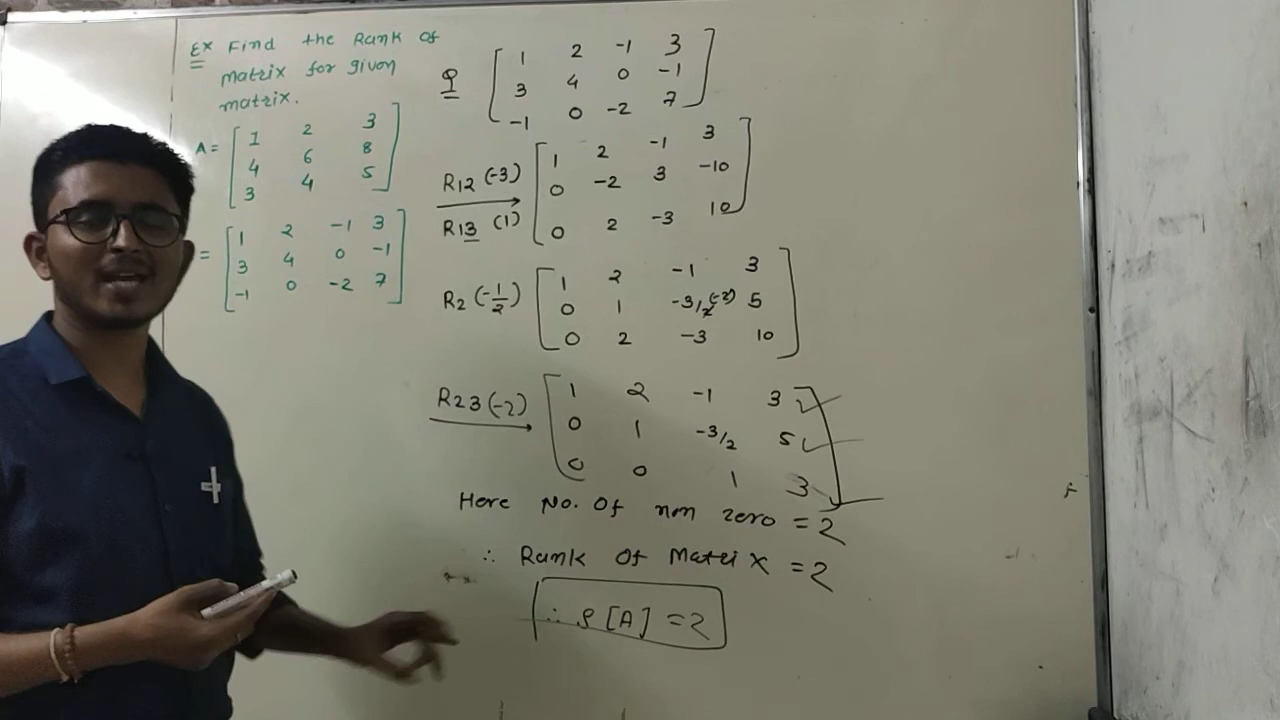 Ex Find the Rank of
matrix for given
matrix.
A = [ 1 2 3
4 6 8
3 4 5 ]
= [ 1 2 -1 3
3 4 0 -1
-1 0 -2 7 ]
[ 1 2 -1 3
3 4 0 -1
-1 0 -2 7 ]
R12 (-3)
R13 (1)
[ 1 2 -1 3
0 -2 3 -10
0 2 -3 10 ]
R2 (-1/2)
[ 1 2 -1 3
0 1 -3/2 (-2) 5
0 2 -3 10 ]
R23 (-2)
[ 1 2 -1 3
0 1 -3/2 5
0 0 1 3 ]
Here No. of non zero = 2
∴ Rank of Matrix = 2
∴ ρ [A] = 2